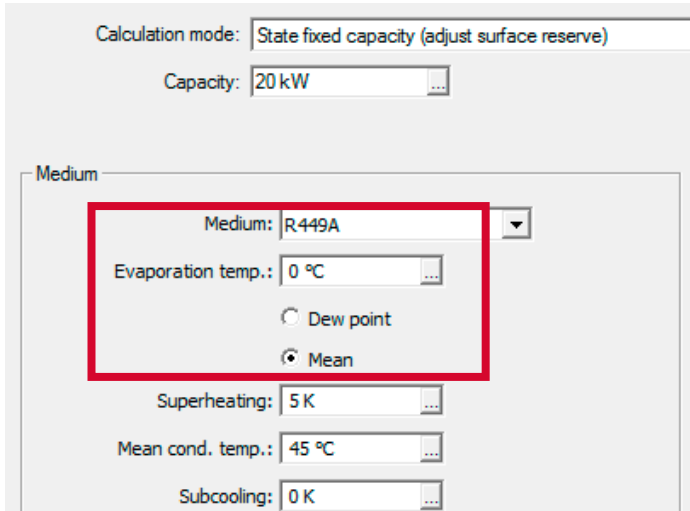 Calculation mode: State fixed capacity (adjust surface reserve)
Capacity: 20 kW ...
Medium
Medium: R449A
Evaporation temp.: 0 °C ...
Dew point
Mean
Superheating: 5 K ...
Mean cond. temp.: 45 °C ...
Subcooling: 0 K ...